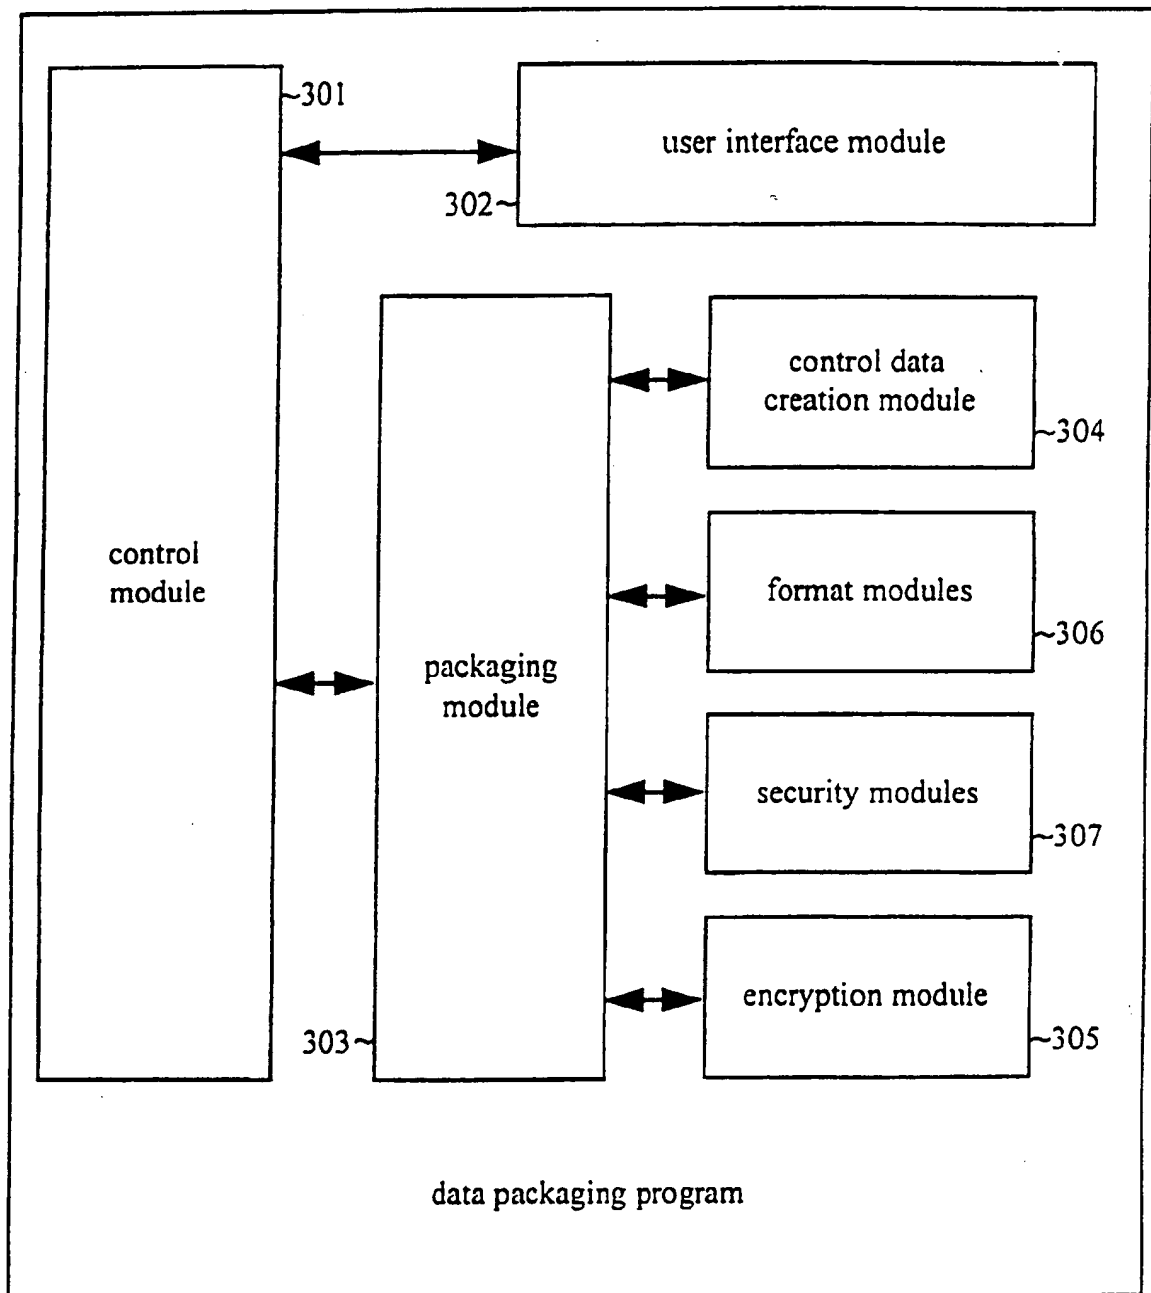 ~301
user interface module
302~
control data
creation module
~304
control
module
format modules
~306
packaging
module
security modules
~307
encryption module
303~
~305
data packaging program